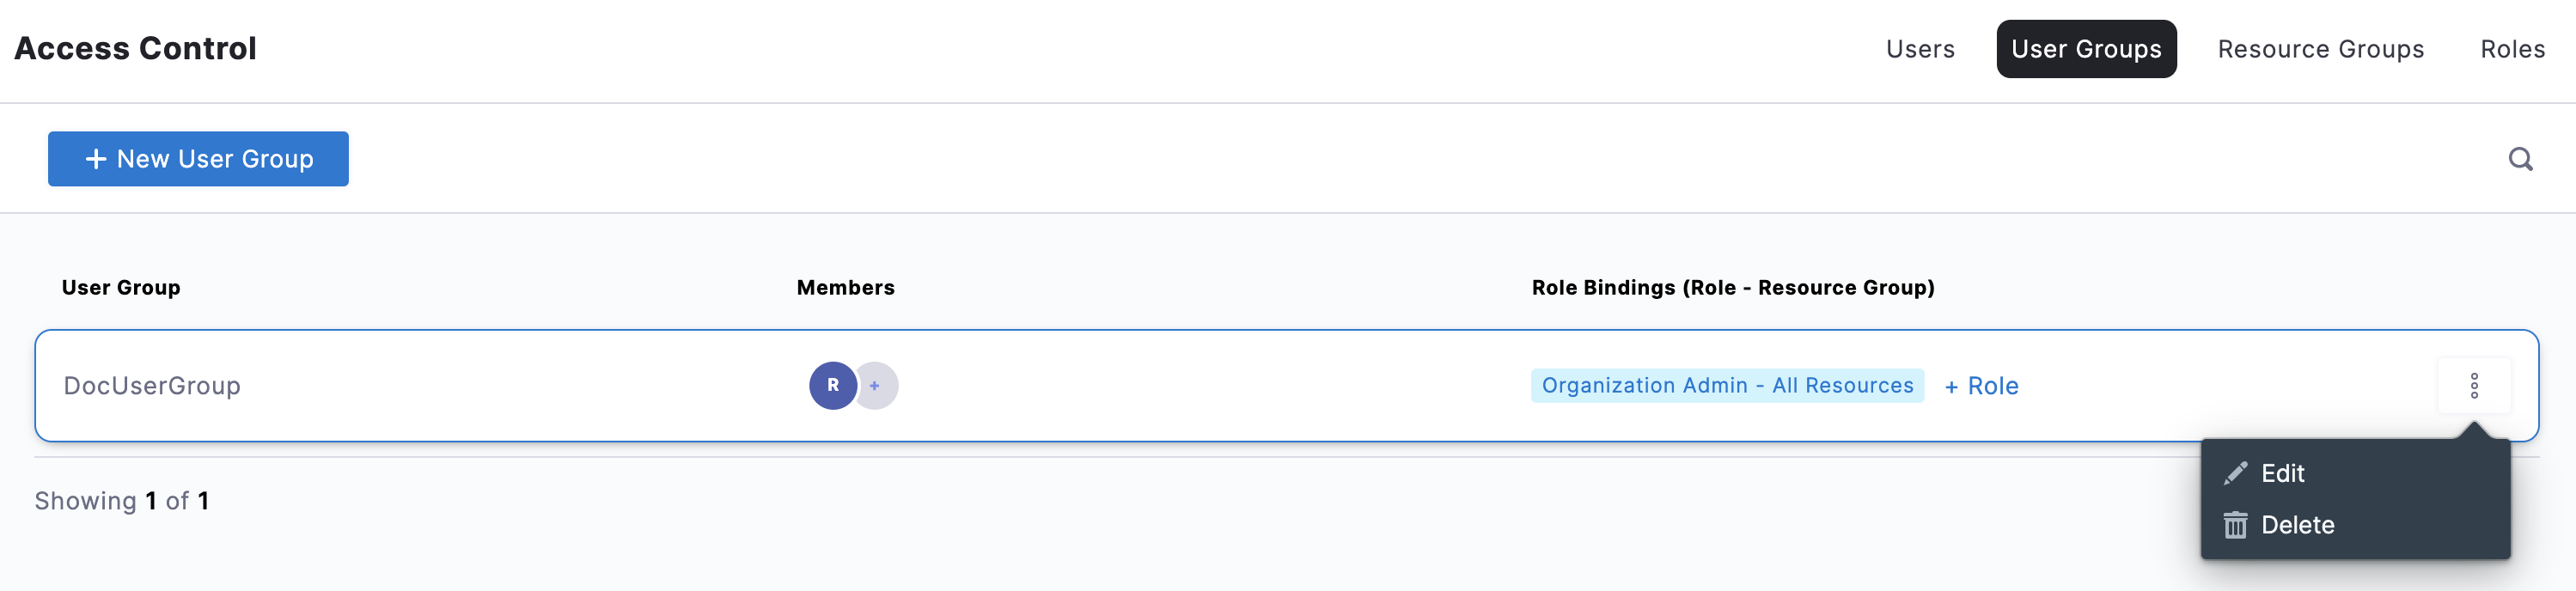 Access Control
Users
User Groups
Resource Groups
Roles
+ New User Group
User Group
Members
Role Bindings (Role - Resource Group)
DocUserGroup
R
+
Organization Admin - All Resources
+ Role
Edit
Delete
Showing 1 of 1